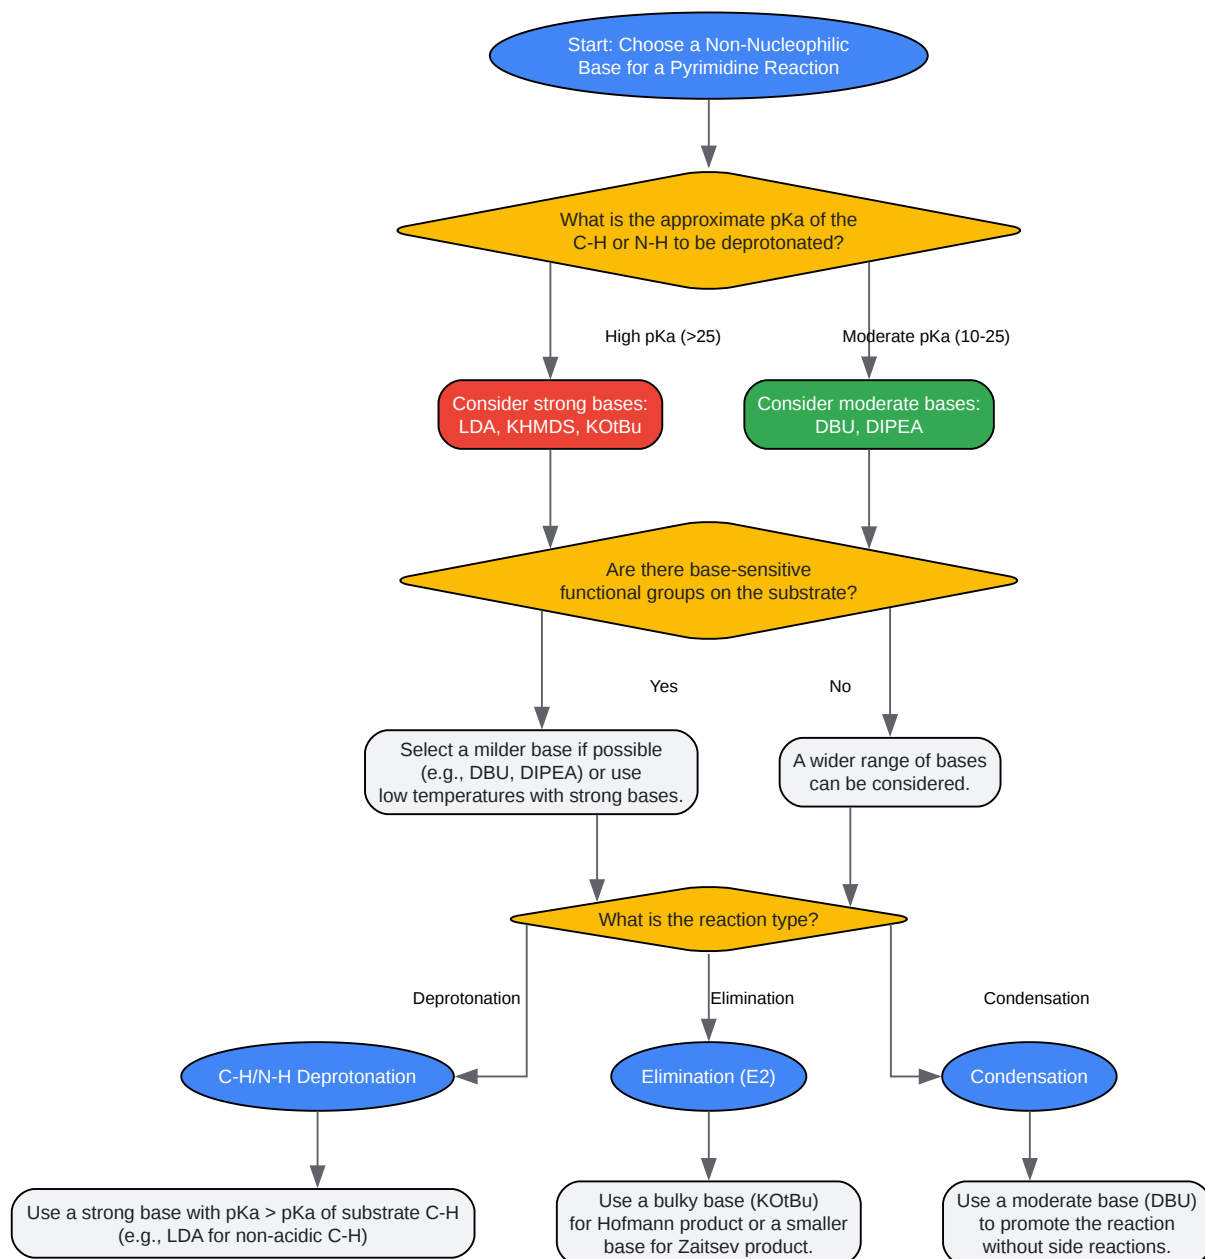 Start: Choose a Non-Nucleophilic
Base for a Pyrimidine Reaction
What is the approximate pKa of the
C-H or N-H to be deprotonated?
High pKa (>25)
Moderate pKa (10-25)
Consider strong bases:
LDA, KHMDS, KOtBu
Consider moderate bases:
DBU, DIPEA
Are there base-sensitive
functional groups on the substrate?
Yes
No
Select a milder base if possible
(e.g., DBU, DIPEA) or use
low temperatures with strong bases.
A wider range of bases
can be considered.
What is the reaction type?
Deprotonation
Elimination
Condensation
C-H/N-H Deprotonation
Elimination (E2)
Condensation
Use a strong base with pKa > pKa of substrate C-H
(e.g., LDA for non-acidic C-H)
Use a bulky base (KOtBu)
for Hofmann product or a smaller
base for Zaitsev product.
Use a moderate base (DBU)
to promote the reaction
without side reactions.